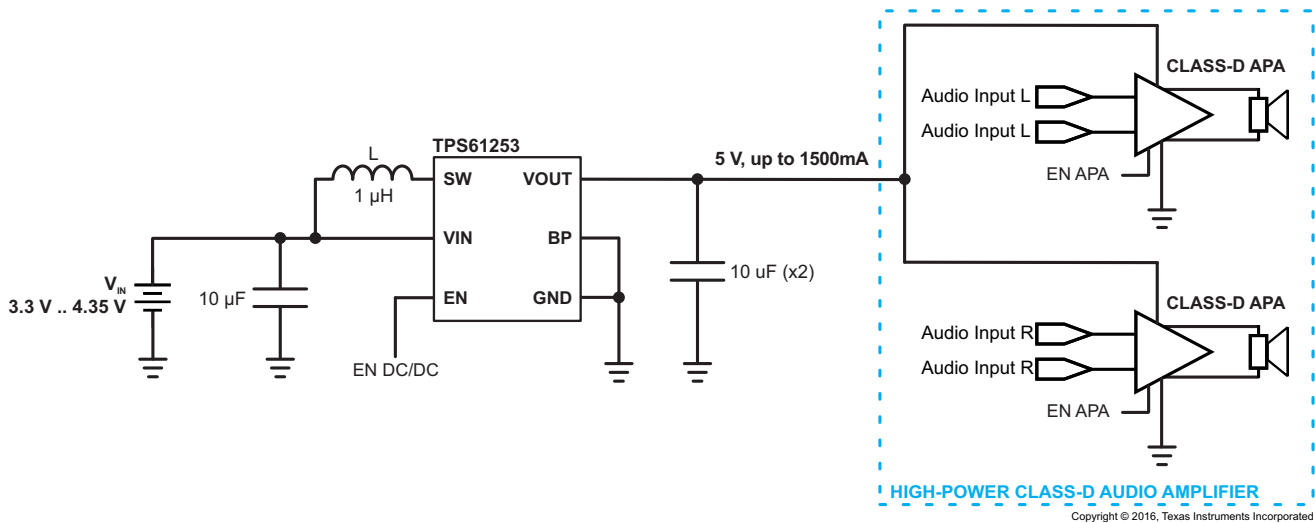 CLASS-D APA
Audio Input L
Audio Input L
EN APA
TPS61253
L
1 µH
SW
VOUT
5 V, up to 1500mA
VIN
BP
EN
GND
VIN
3.3 V .. 4.35 V
10 µF
10 uF (x2)
EN DC/DC
CLASS-D APA
Audio Input R
Audio Input R
EN APA
HIGH-POWER CLASS-D AUDIO AMPLIFIER
Copyright © 2016, Texas Instruments Incorporated